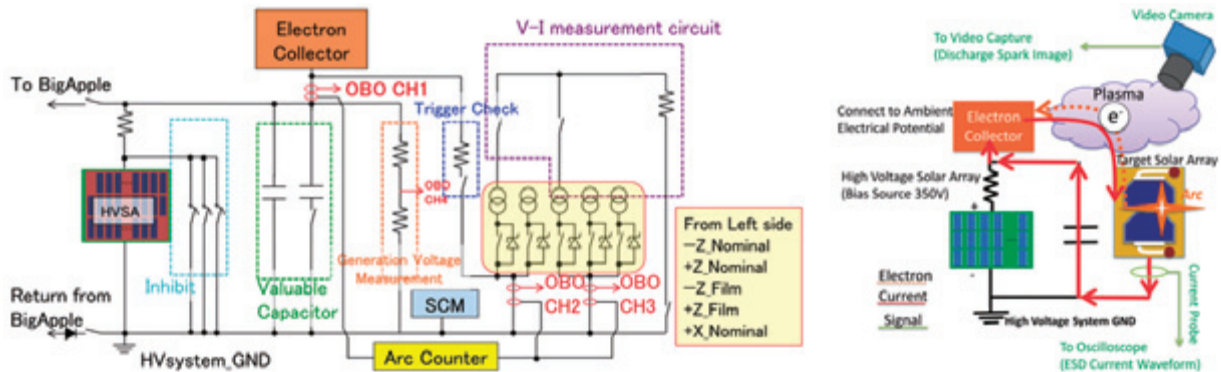 Electron
Collector
V-I measurement circuit
To BigApple
OBO CH1
Trigger Check
HVSA
OBO
CH4
Inhibit
Valuable
Capacitor
Generation Voltage
Measurement
SCM
OBO
CH2
OBO
CH3
From Left side
−Z_Nominal
+Z_Nominal
−Z_Film
+Z_Film
+X_Nominal
Return from
BigApple
HVsystem_GND
Arc Counter
Video Camera
To Video Capture
(Discharge Spark Image)
Plasma
e-
Connect to Ambient
Electrical Potential
Electron
Collector
Target Solar Array
High Voltage Solar Array
(Bias Source 350V)
+
-
Arc
Electron
Current
Signal
High Voltage System GND
Current Probe
To Oscilloscope
(ESD Current Waveform)